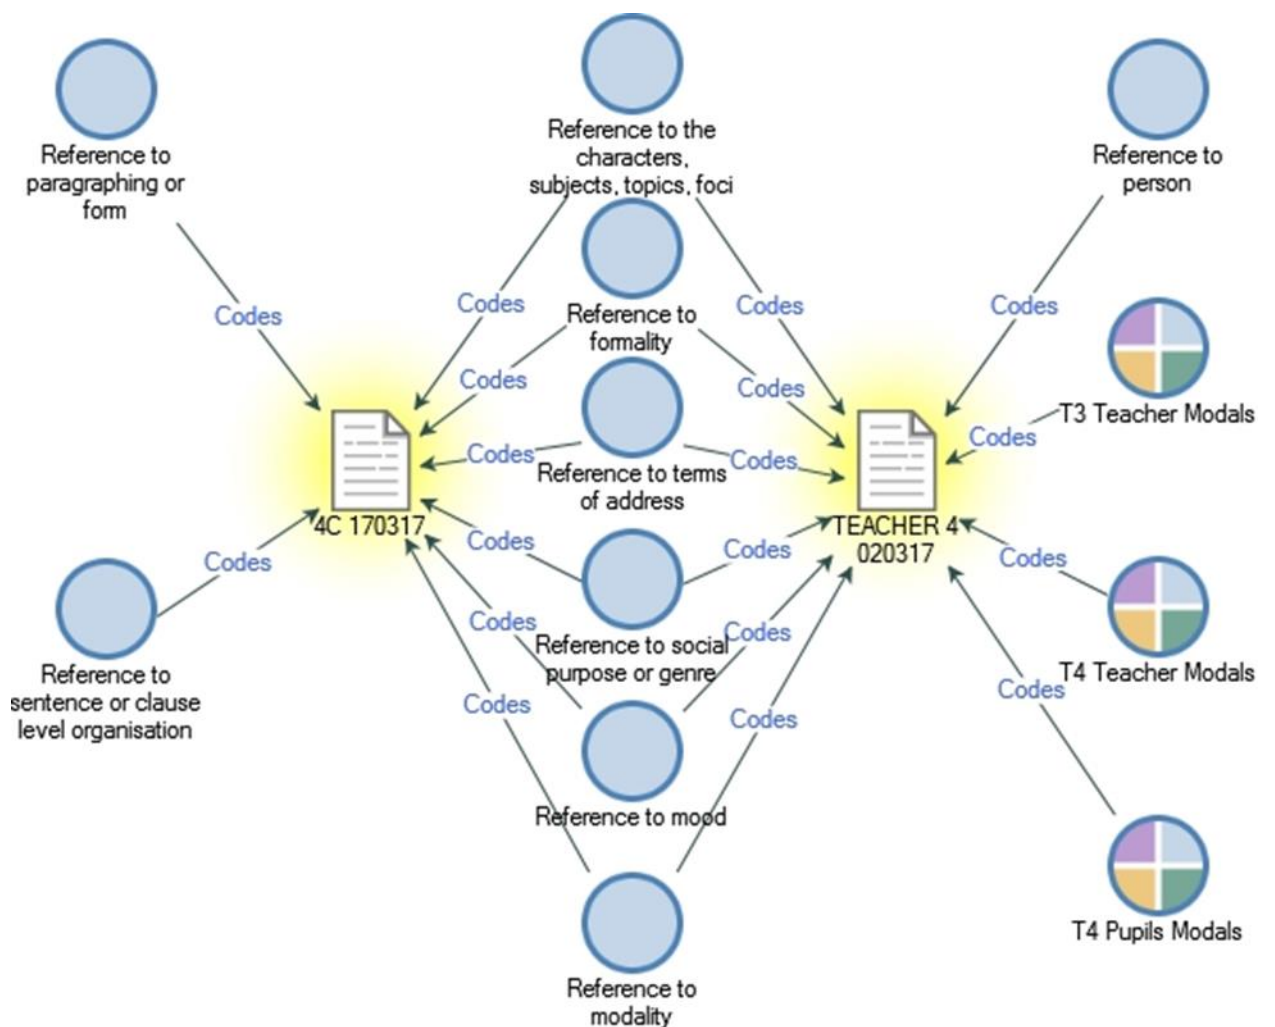 Reference to
paragraphing or
form
Reference to the
characters,
subjects, topics, foci
Reference to
person
Codes
Codes
Codes
Codes
Reference to
formality
Codes
Codes
T3 Teacher Modals
Codes
Codes
Codes
Reference to terms
of address
4C 170317
TEACHER 4
020317
Codes
Codes
Codes
Codes
Reference to
sentence or clause
level organisation
Codes
Codes
Reference to social
purpose or genre
T4 Teacher Modals
Codes
Codes
Codes
Reference to mood
T4 Pupils Modals
Reference to
modality